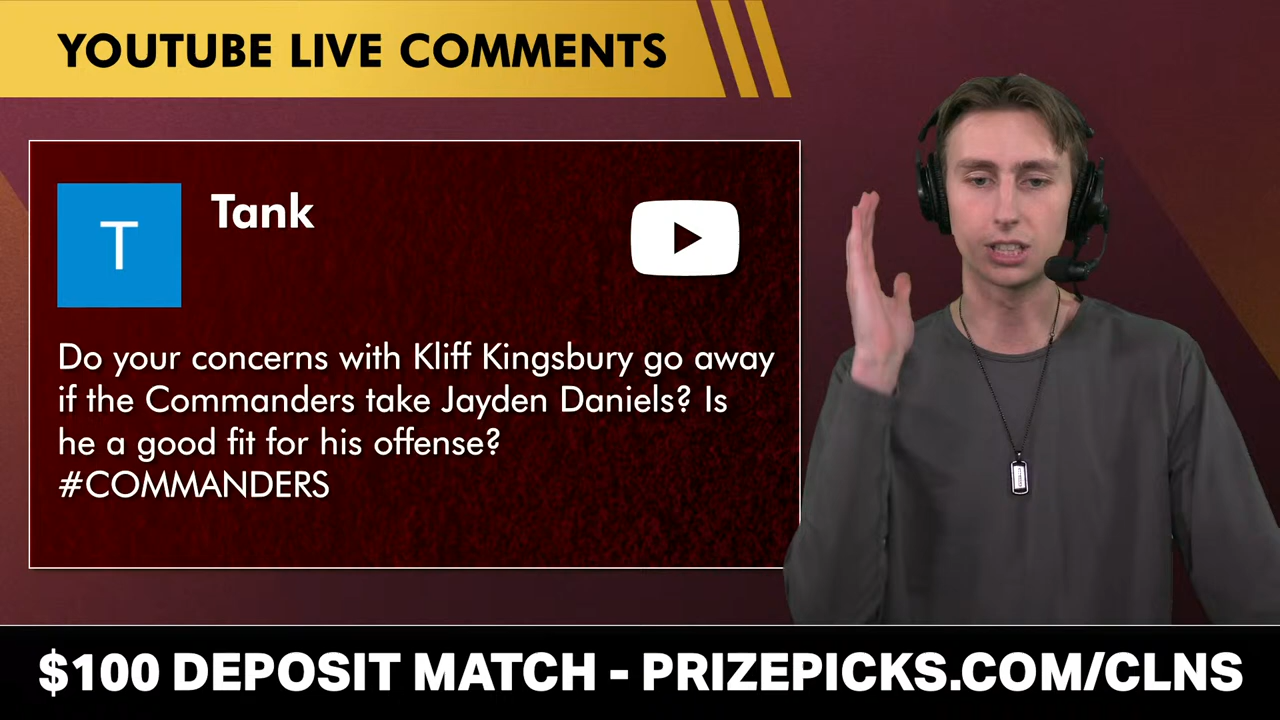 YOUTUBE LIVE COMMENTS
T
Tank
Do your concerns with Kliff Kingsbury go away
if the Commanders take Jayden Daniels? Is
he a good fit for his offense?
#COMMANDERS
$100 DEPOSIT MATCH - PRIZEPICKS.COM/CLNS